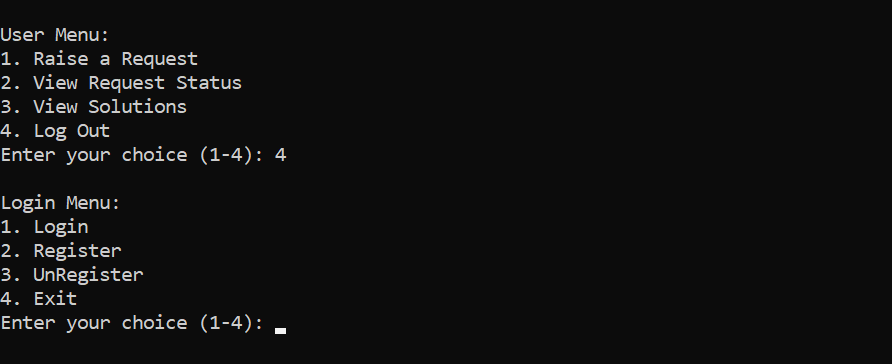 User Menu:
1. Raise a Request
2. View Request Status
3. View Solutions
4. Log Out
Enter your choice (1-4): 4
Login Menu:
1. Login
2. Register
3. UnRegister
4. Exit
Enter your choice (1-4):